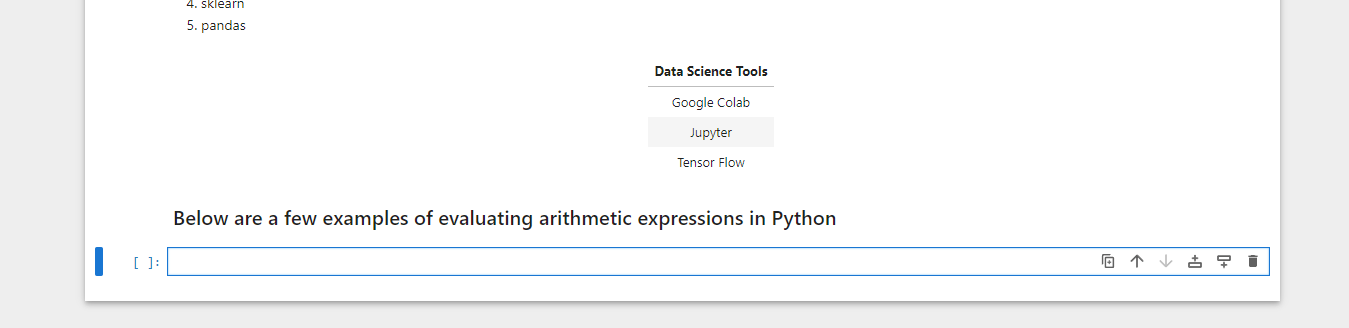 4. sklearn
5. pandas
Data Science Tools
Google Colab
Jupyter
Tensor Flow
Below are a few examples of evaluating arithmetic expressions in Python
[ ]: